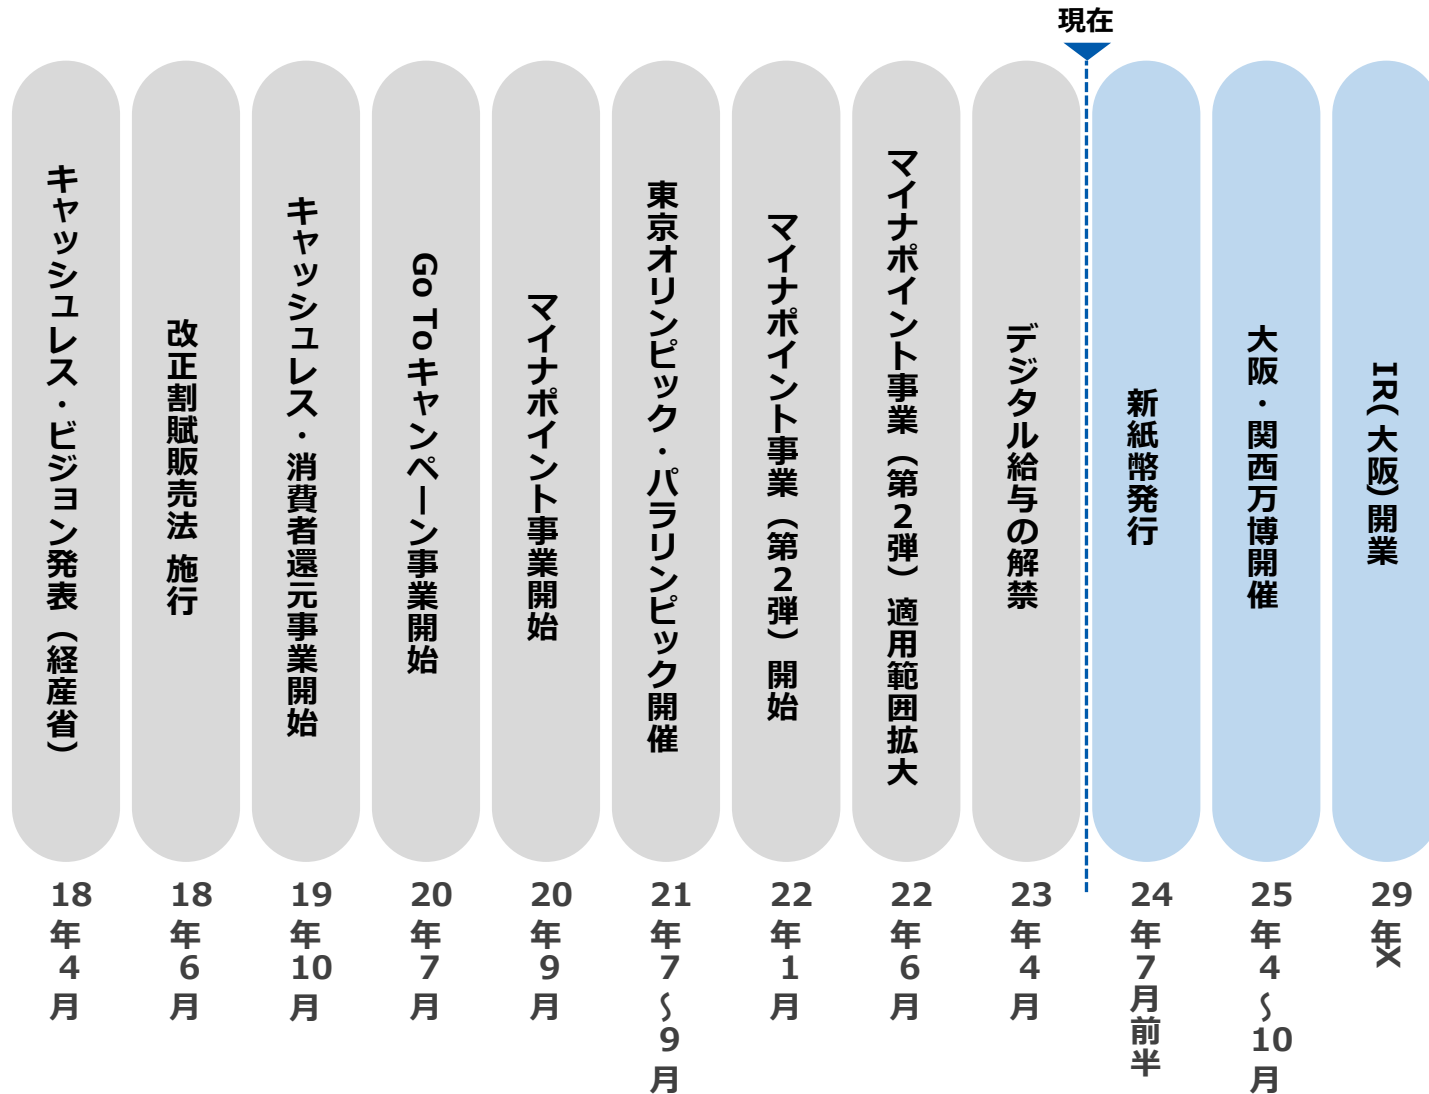 現在
キャッシュレス・ビジョン発表（経産省）
改正割賦販売法 施行
キャッシュレス・消費者還元事業開始
Go Toキャンペーン事業開始
マイナポイント事業開始
東京オリンピック・パラリンピック開催
マイナポイント事業（第2弾）開始
マイナポイント事業（第2弾）適用範囲拡大
デジタル給与の解禁
新紙幣発行
大阪・関西万博開催
IR(大阪)開業
18年4月
18年6月
19年10月
20年7月
20年9月
21年7～9月
22年1月
22年6月
23年4月
24年7月前半
25年4～10月
29年X